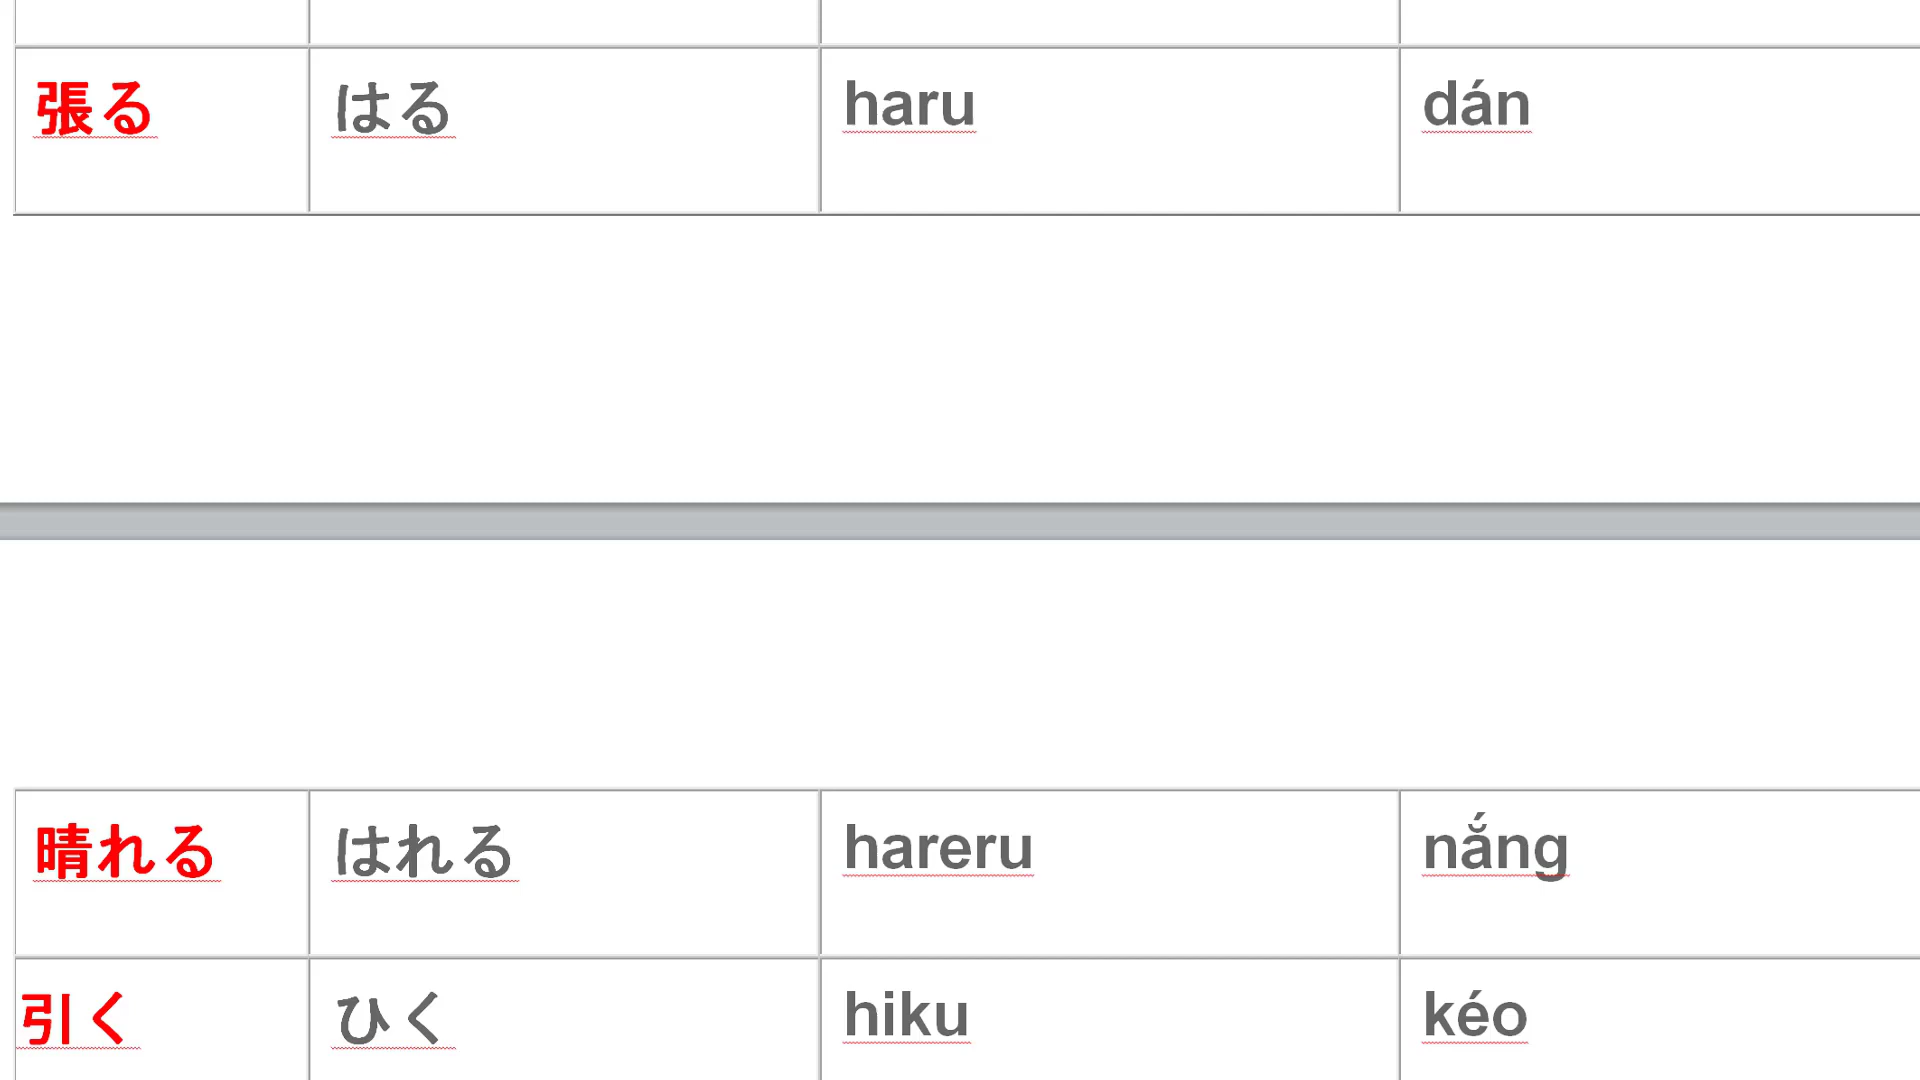 張る はる haru dán
晴れる はれる hareru nắng
引く ひく hiku kéo